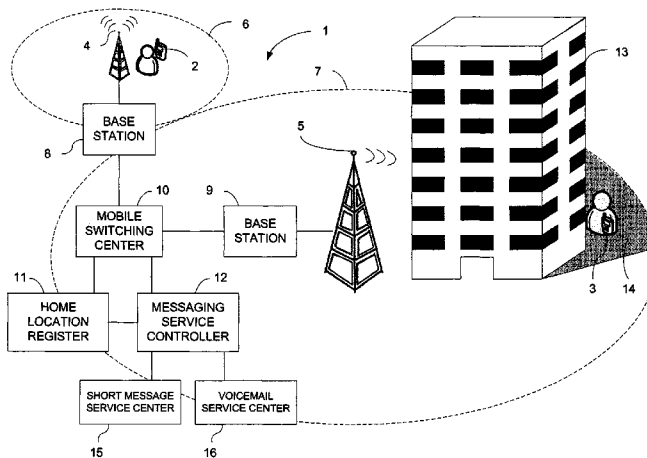 6
4
2
1
13
7
BASE
STATION
8
5
10
9
MOBILE
SWITCHING
CENTER
BASE
STATION
11
12
3
14
HOME
LOCATION
REGISTER
MESSAGING
SERVICE
CONTROLLER
SHORT MESSAGE
SERVICE CENTER
VOICEMAIL
SERVICE CENTER
15
16